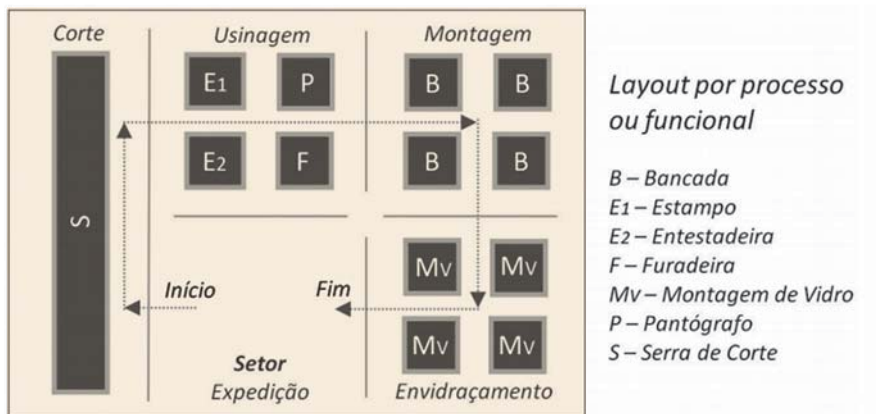 Corte
Usinagem
Montagem
E1
P
B
B
E2
F
B
B
S
Início
Fim
Mv
Mv
Mv
Mv
Setor
Expedição
Envidraçamento
Layout por processo
ou funcional
B – Bancada
E1 – Estampo
E2 – Entestadeira
F – Furadeira
Mv – Montagem de Vidro
P – Pantógrafo
S – Serra de Corte